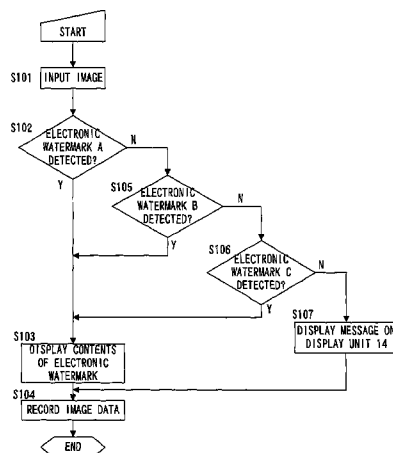 START
S101
INPUT IMAGE
S102
ELECTRONIC
WATERMARK A
DETECTED?
N
Y
S105
ELECTRONIC
WATERMARK B
DETECTED?
N
Y
S106
ELECTRONIC
WATERMARK C
DETECTED?
N
Y
S107
DISPLAY MESSAGE ON
DISPLAY UNIT 14
S103
DISPLAY CONTENTS
OF ELECTRONIC
WATERMARK
S104
RECORD IMAGE DATA
END